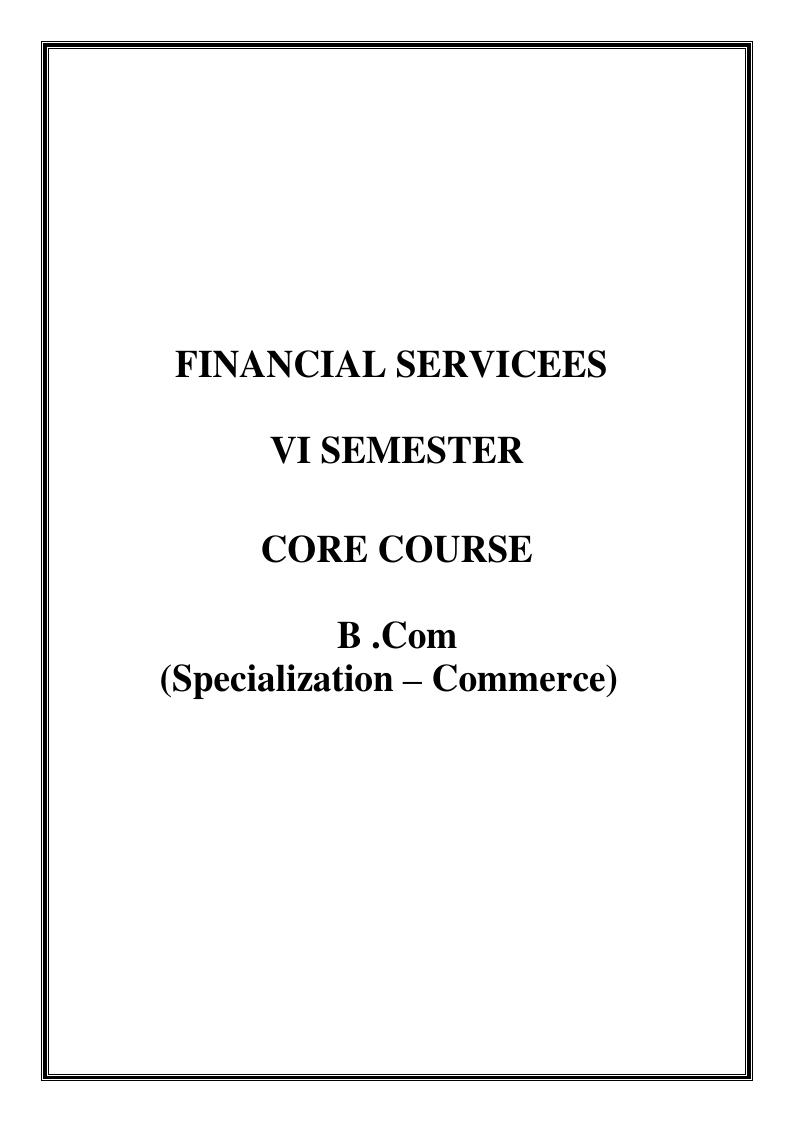 FINANCIAL SERVICEES
VI SEMESTER
CORE COURSE
B .Com
(Specialization – Commerce)